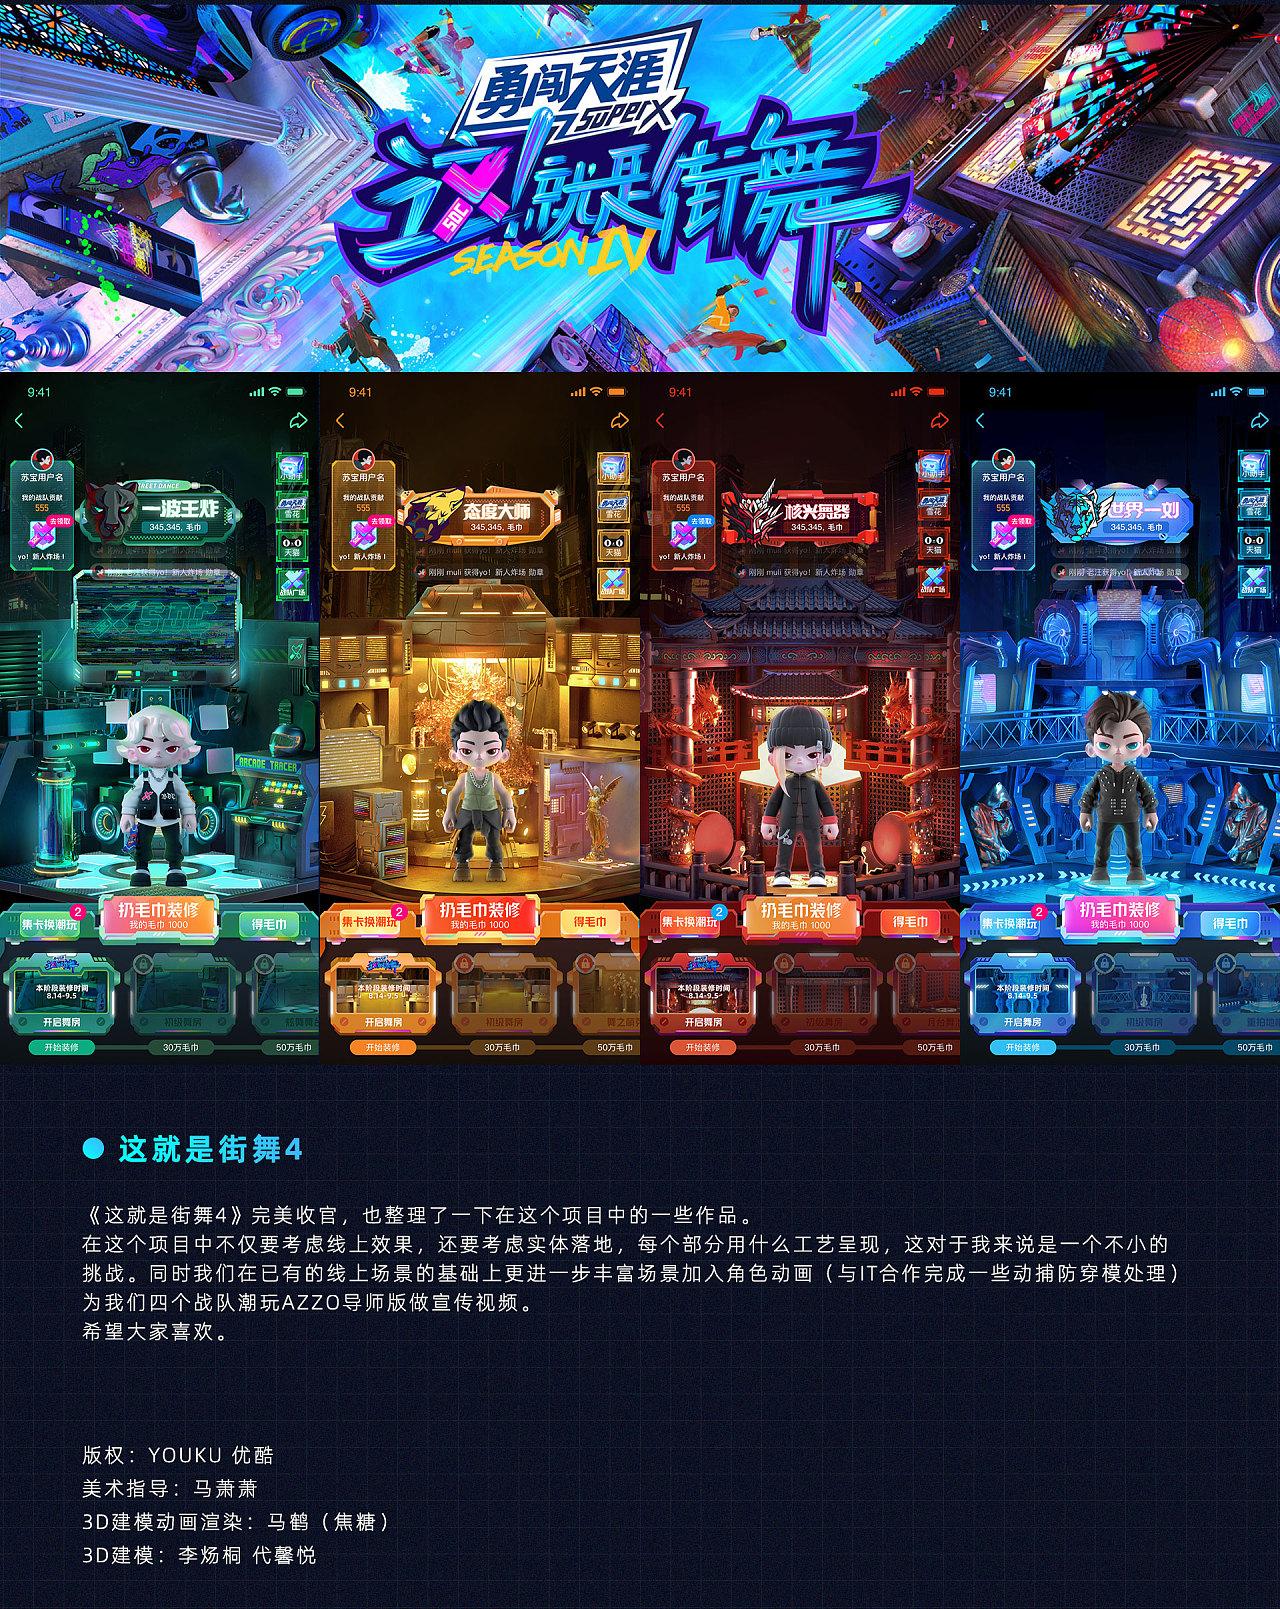 勇闯天涯
superX
这!就是街舞
SDC
SEASON IV
9:41
苏宝用户名
我的战队贡献
555
去领取
yo! 新人炸场!
STREET DANCE
一波王炸
345,345, 毛巾
刚刚 老汪获得yo! 新人炸场 勋章
小助手
雪花
天猫
战队广场
SDC
ARCADE TRACER
集卡换潮玩
2
扔毛巾装修
我的毛巾 1000
得毛巾
本阶段装修时间
8.14-9.5
开启舞房
开始装修
30万毛巾
50万毛巾
9:41
苏宝用户名
我的战队贡献
555
去领取
yo! 新人炸场!
态度大师
345,345, 毛巾
刚刚 muli 获得yo! 新人炸场 勋章
小助手
雪花
天猫
战队广场
集卡换潮玩
2
扔毛巾装修
我的毛巾 1000
得毛巾
本阶段装修时间
8.14-9.5
开启舞房
初级舞房
开始装修
30万毛巾
50万毛巾
9:41
苏宝用户名
我的战队贡献
555
去领取
yo! 新人炸场!
核兴舞器
345,345, 毛巾
刚刚 muli 获得yo! 新人炸场 勋章
小助手
雪花
天猫
战队广场
集卡换潮玩
2
扔毛巾装修
我的毛巾 1000
得毛巾
本阶段装修时间
8.14-9.5
开启舞房
初级舞房
开始装修
30万毛巾
50万毛巾
9:41
苏宝用户名
我的战队贡献
555
去领取
yo! 新人炸场!
世界一刘
345,345, 毛巾
刚刚 老汪获得yo! 新人炸场 勋章
小助手
雪花
天猫
战队广场
集卡换潮玩
2
扔毛巾装修
我的毛巾 1000
得毛巾
本阶段装修时间
8.14-9.5
开启舞房
初级舞房
开始装修
30万毛巾
50万毛巾
这就是街舞4
《这就是街舞4》完美收官，也整理了一下在这个项目中的一些作品。
在这个项目中不仅要考虑线上效果，还要考虑实体落地，每个部分用什么工艺呈现，这对于我来说是一个不小的
挑战。同时我们在已有的线上场景的基础上更进一步丰富场景加入角色动画（与IT合作完成一些动捕防穿模处理）
为我们四个战队潮玩AZZO导师版做宣传视频。
希望大家喜欢。
版权：YOUKU 优酷
美术指导：马萧萧
3D建模动画渲染：马鹤（焦糖）
3D建模：李炀桐 代馨悦